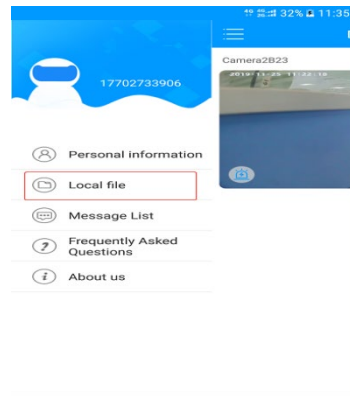 32% 11:35
17702733906
Camera2B23
2019-11-25 11:32:18
Personal information
Local file
Message List
Frequently Asked
Questions
About us